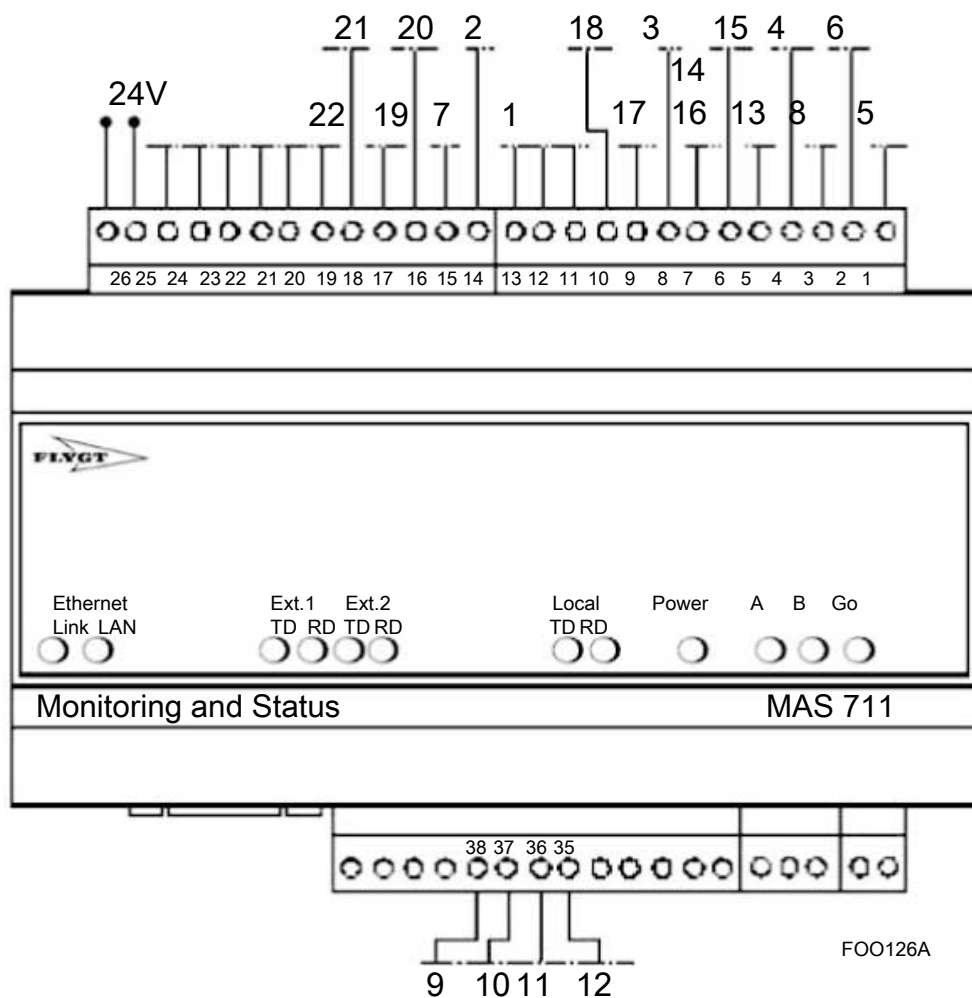 21 20 2 18 3 15 4 6
14
24V 22 19 7 1 17 16 13 8 5
26 25 24 23 22 21 20 19 18 17 16 15 14 13 12 11 10 9 8 7 6 5 4 3 2 1
FLYGT
Ethernet Ext.1 Ext.2 Local Power A B Go
Link LAN TD RD TD RD TD RD
Monitoring and Status MAS 711
38 37 36 35
FOO126A
9 10 11 12